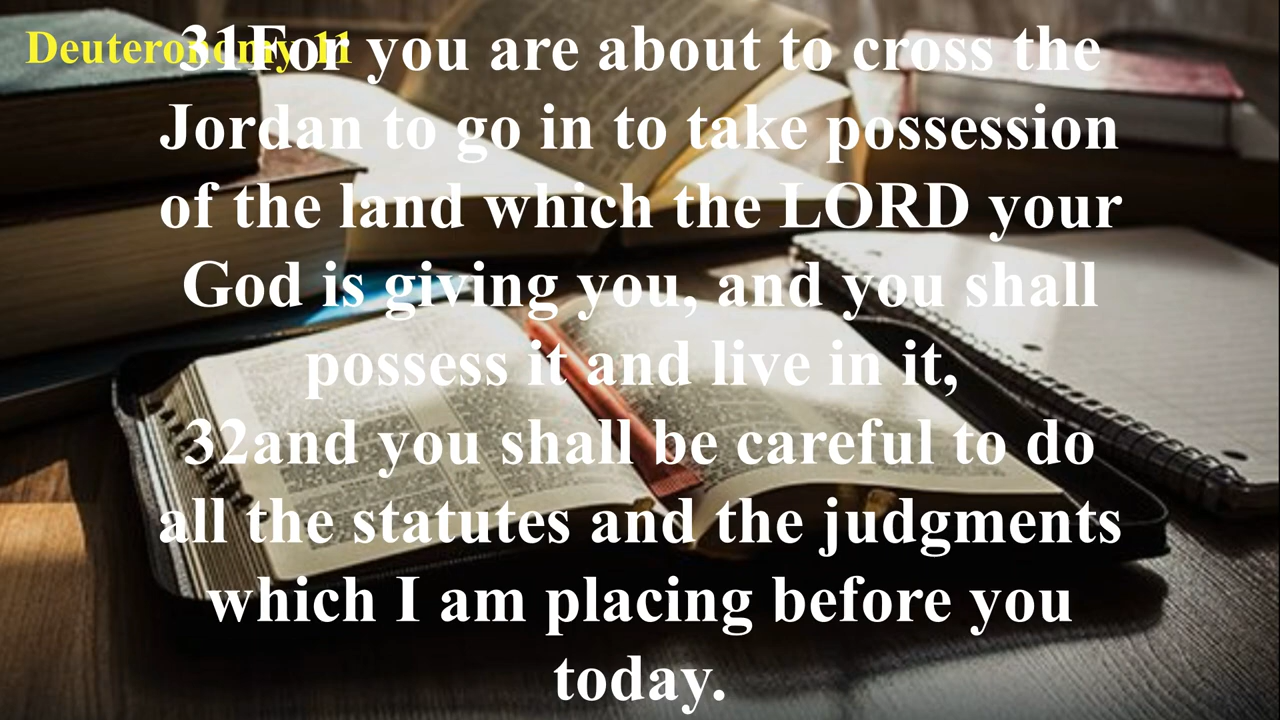 Deuteronomy 11
31For you are about to cross the
Jordan to go in to take possession
of the land which the LORD your
God is giving you, and you shall
possess it and live in it,
32and you shall be careful to do
all the statutes and the judgments
which I am placing before you
today.